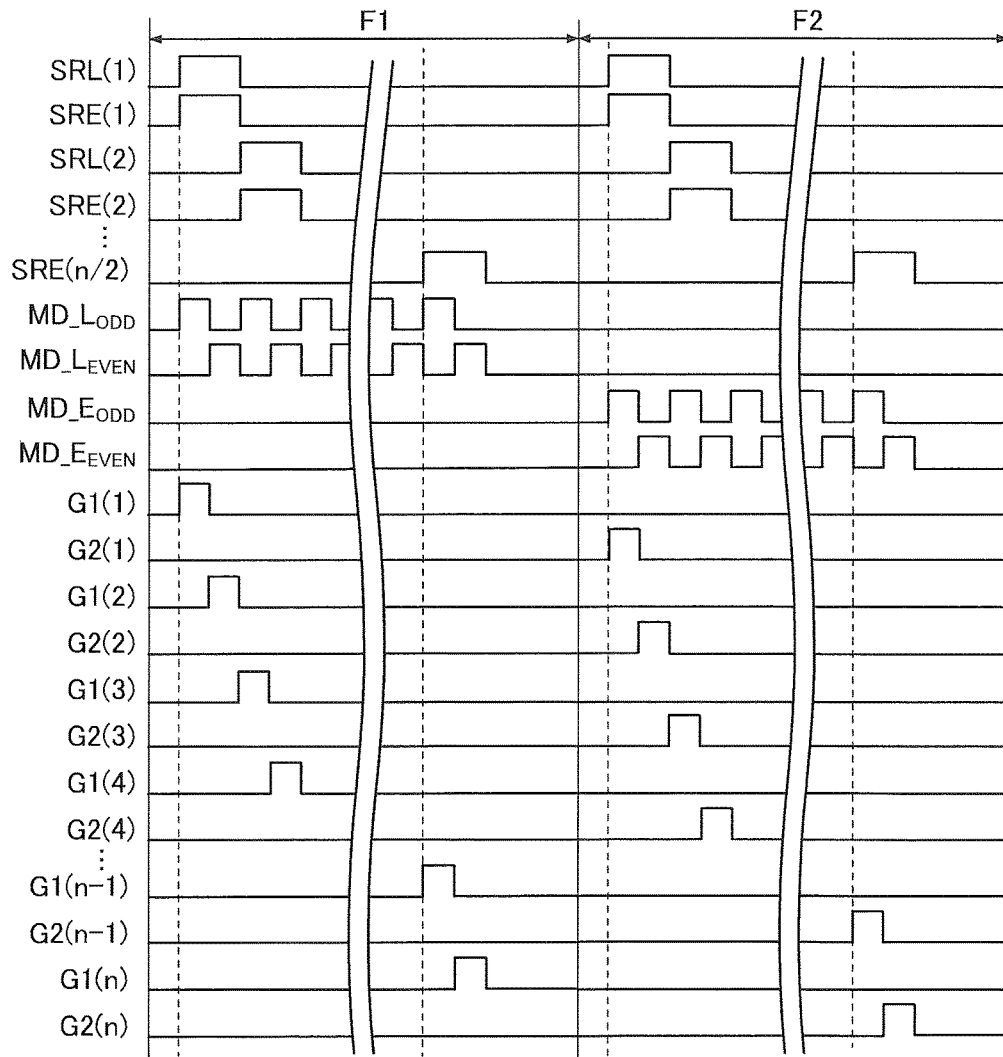 F1 F2
SRL(1)
SRE(1)
SRL(2)
SRE(2)
⋮
SRE(n/2)
MD_LODD
MD_LEVEN
MD_EODD
MD_EEVEN
G1(1)
G2(1)
G1(2)
G2(2)
G1(3)
G2(3)
G1(4)
G2(4)
⋮
G1(n-1)
G2(n-1)
G1(n)
G2(n)